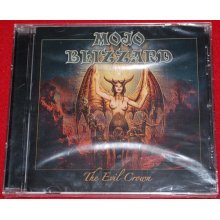 MOJO
BLIZZARD
The Evil Crown